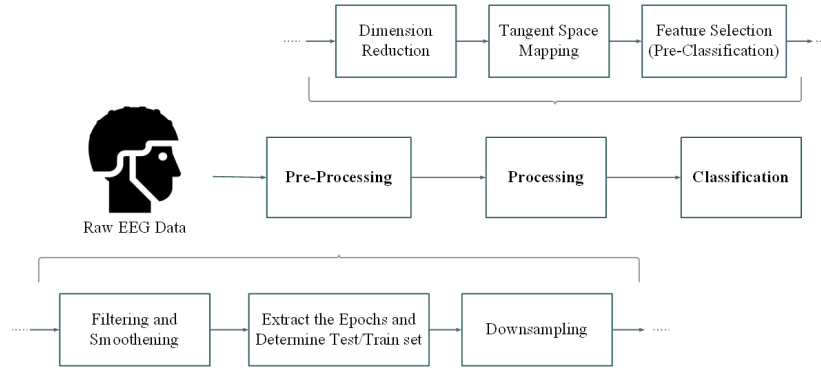 Dimension
Reduction
Tangent Space
Mapping
Feature Selection
(Pre-Classification)
Pre-Processing
Processing
Classification
Raw EEG Data
Filtering and
Smoothening
Extract the Epochs and
Determine Test/Train set
Downsampling